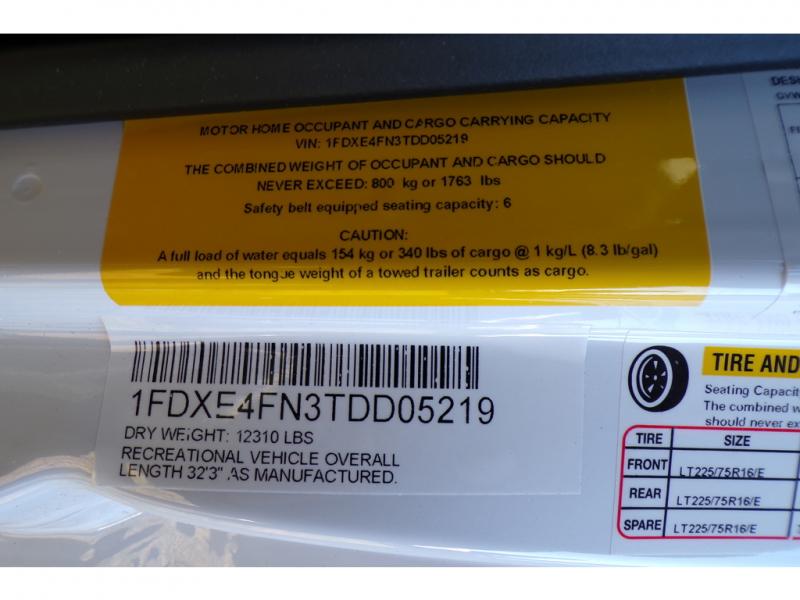 MOTOR HOME OCCUPANT AND CARGO CARRYING CAPACITY
VIN: 1FDXE4FN3TDD05219
THE COMBINED WEIGHT OF OCCUPANT AND CARGO SHOULD
NEVER EXCEED: 800 kg or 1763 lbs
Safety belt equipped seating capacity: 6
CAUTION:
A full load of water equals 154 kg or 340 lbs of cargo @ 1 kg/L (8.3 lb/gal)
and the tongue weight of a towed trailer counts as cargo.
1FDXE4FN3TDD05219
DRY WEIGHT: 12310 LBS
RECREATIONAL VEHICLE OVERALL
LENGTH 32'3" AS MANUFACTURED.
TIRE AND
Seating Capacit
The combined w
should never ex
TIRE SIZE
FRONT LT225/75R16/E
REAR LT225/75R16/E
SPARE LT225/75R16/E